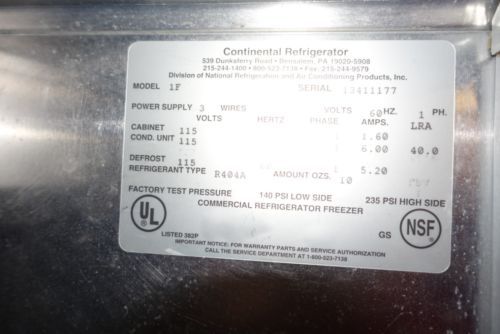 Continental Refrigerator
539 Dunksferry Road • Bensalem, PA 19020-5908
215-244-1400 • 800-523-7138 • Fax: 215-244-9579
Division of National Refrigeration and Air Conditioning Products, Inc.
MODEL 1F SERIAL 13411177
POWER SUPPLY 3 WIRES VOLTS 60 HZ. 1 PH.
VOLTS HERTZ PHASE AMPS. LRA
CABINET 115 1 1.60
COND. UNIT 115 1 6.00 40.0
DEFROST 115 1 5.20
REFRIGERANT TYPE R404A AMOUNT OZS. 10
FACTORY TEST PRESSURE 140 PSI LOW SIDE 235 PSI HIGH SIDE
COMMERCIAL REFRIGERATOR FREEZER
UL
NSF
LISTED 382P GS
IMPORTANT NOTICE: FOR WARRANTY PARTS AND SERVICE AUTHORIZATION
CALL THE SERVICE DEPARTMENT AT 1-800-523-7138